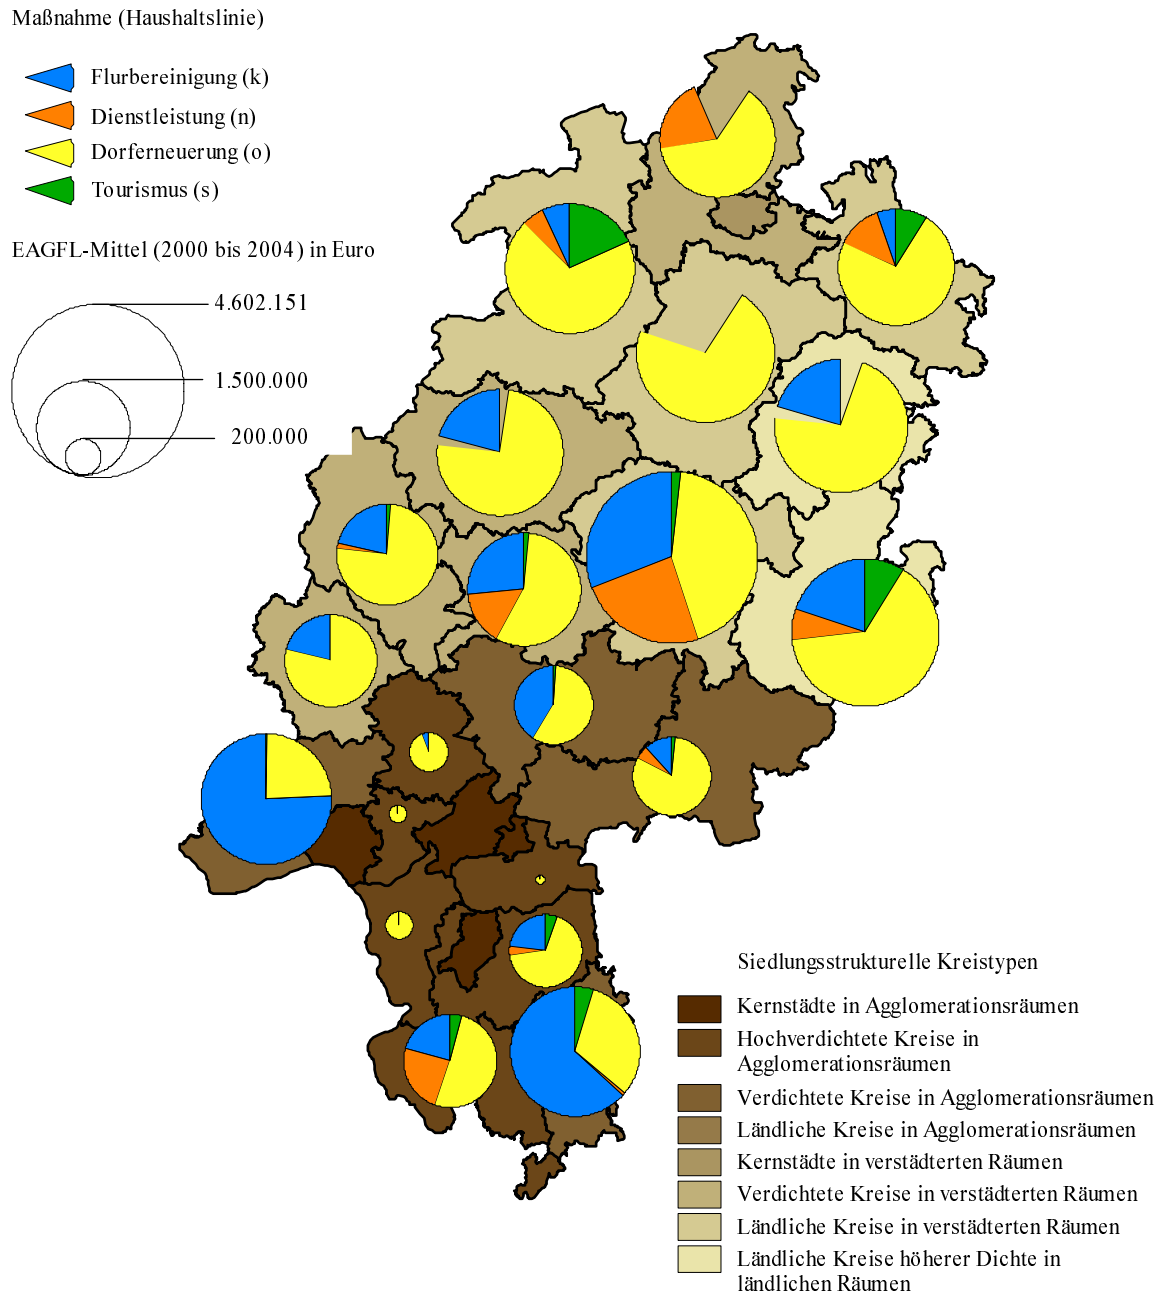 Maßnahme (Haushaltslinie)
Flurbereinigung (k)
Dienstleistung (n)
Dorferneuerung (o)
Tourismus (s)
EAGFL-Mittel (2000 bis 2004) in Euro
4.602.151
1.500.000
200.000
Siedlungsstrukturelle Kreistypen
Kernstädte in Agglomerationsräumen
Hochverdichtete Kreise in
Agglomerationsräumen
Verdichtete Kreise in Agglomerationsräumen
Ländliche Kreise in Agglomerationsräumen
Kernstädte in verstädterten Räumen
Verdichtete Kreise in verstädterten Räumen
Ländliche Kreise in verstädterten Räumen
Ländliche Kreise höherer Dichte in
ländlichen Räumen